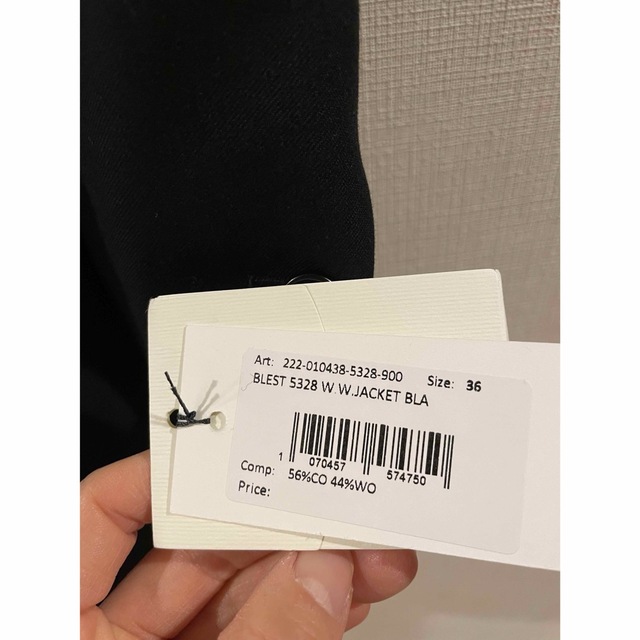 Art: 222-010438-5328-900 Size: 36
BLEST 5328 W.W.JACKET BLA
1 070457 574750
Comp: 56%CO 44%WO
Price: